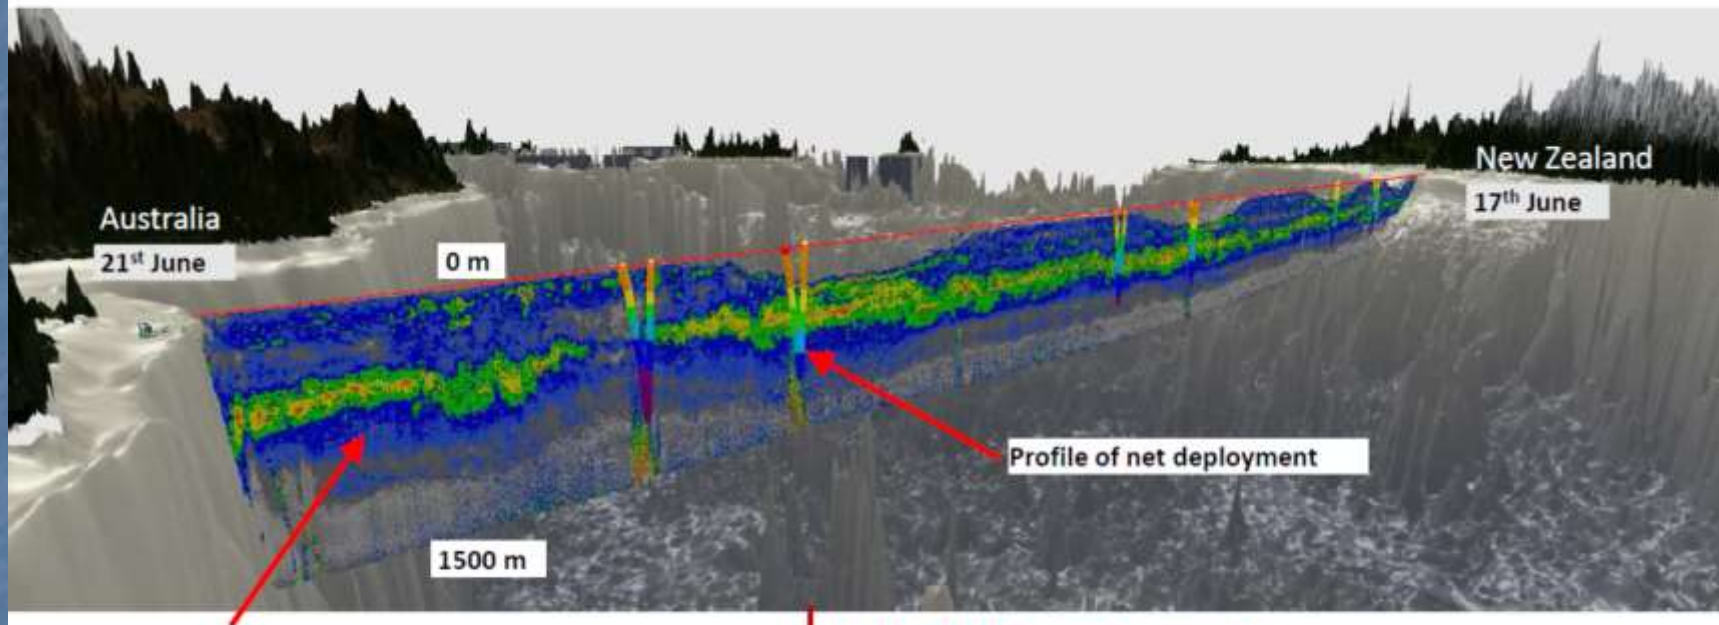 New Zealand
17th June
Australia
21st June
0 m
Profile of net deployment
1500 m